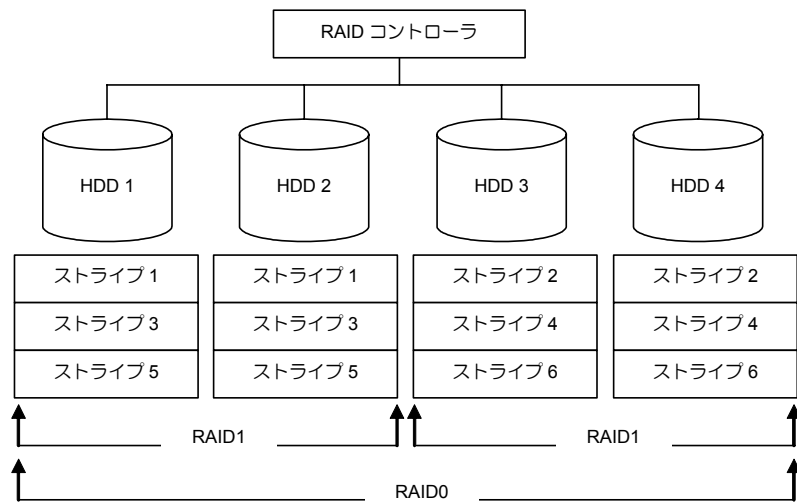 RAID コントローラ
HDD 1
HDD 2
HDD 3
HDD 4
ストライプ 1
ストライプ 1
ストライプ 2
ストライプ 2
ストライプ 3
ストライプ 3
ストライプ 4
ストライプ 4
ストライプ 5
ストライプ 5
ストライプ 6
ストライプ 6
RAID1
RAID1
RAID0